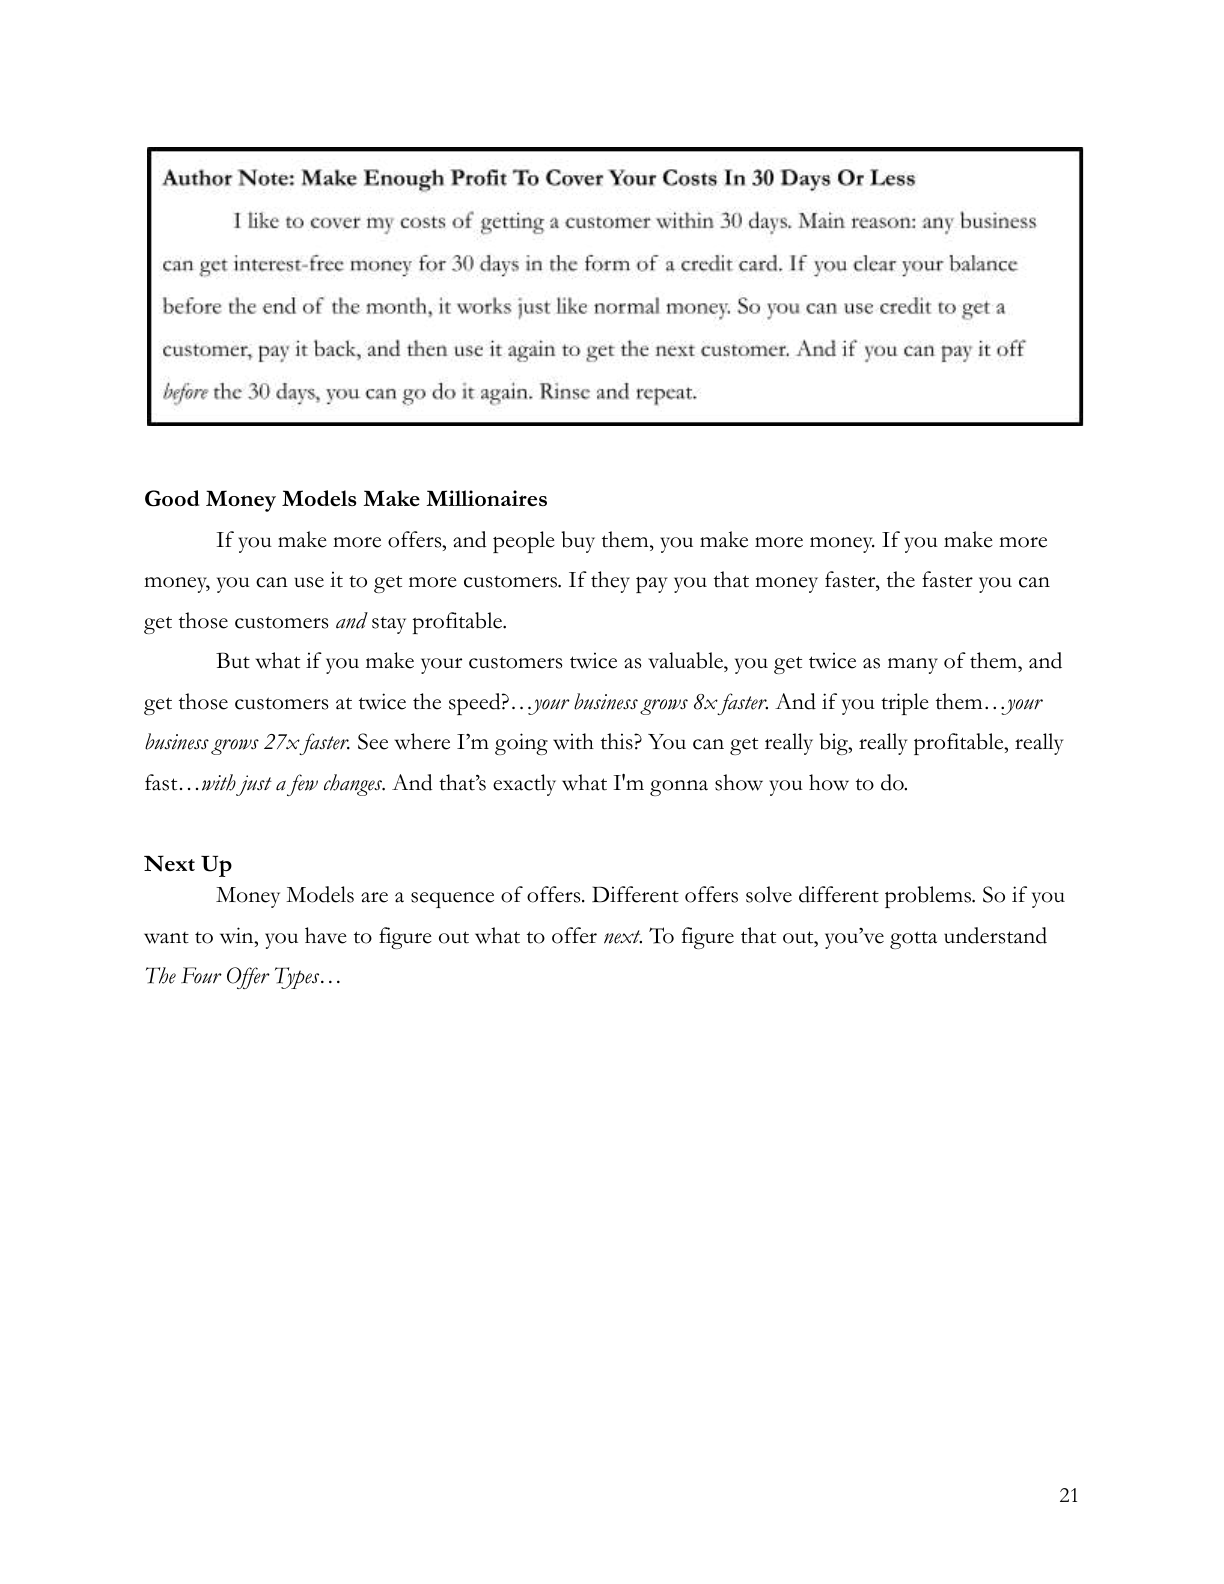 Author Note: Make Enough Profit To Cover Your Costs In 30 Days Or Less
I like to cover my costs of getting a customer within 30 days. Main reason: any business
can get interest-free money for 30 days in the form of a credit card. If you clear your balance
before the end of the month, it works just like normal money. So you can use credit to get a
customer, pay it back, and then use it again to get the next customer. And if you can pay it off
before the 30 days, you can go do it again. Rinse and repeat.
Good Money Models Make Millionaires
If you make more offers, and people buy them, you make more money. If you make more
money, you can use it to get more customers. If they pay you that money faster, the faster you can
get those customers and stay profitable.
But what if you make your customers twice as valuable, you get twice as many of them, and
get those customers at twice the speed?…your business grows 8x faster. And if you triple them…your
business grows 27x faster. See where I’m going with this? You can get really big, really profitable, really
fast…with just a few changes. And that’s exactly what I'm gonna show you how to do.
Next Up
Money Models are a sequence of offers. Different offers solve different problems. So if you
want to win, you have to figure out what to offer next. To figure that out, you’ve gotta understand
The Four Offer Types…
21